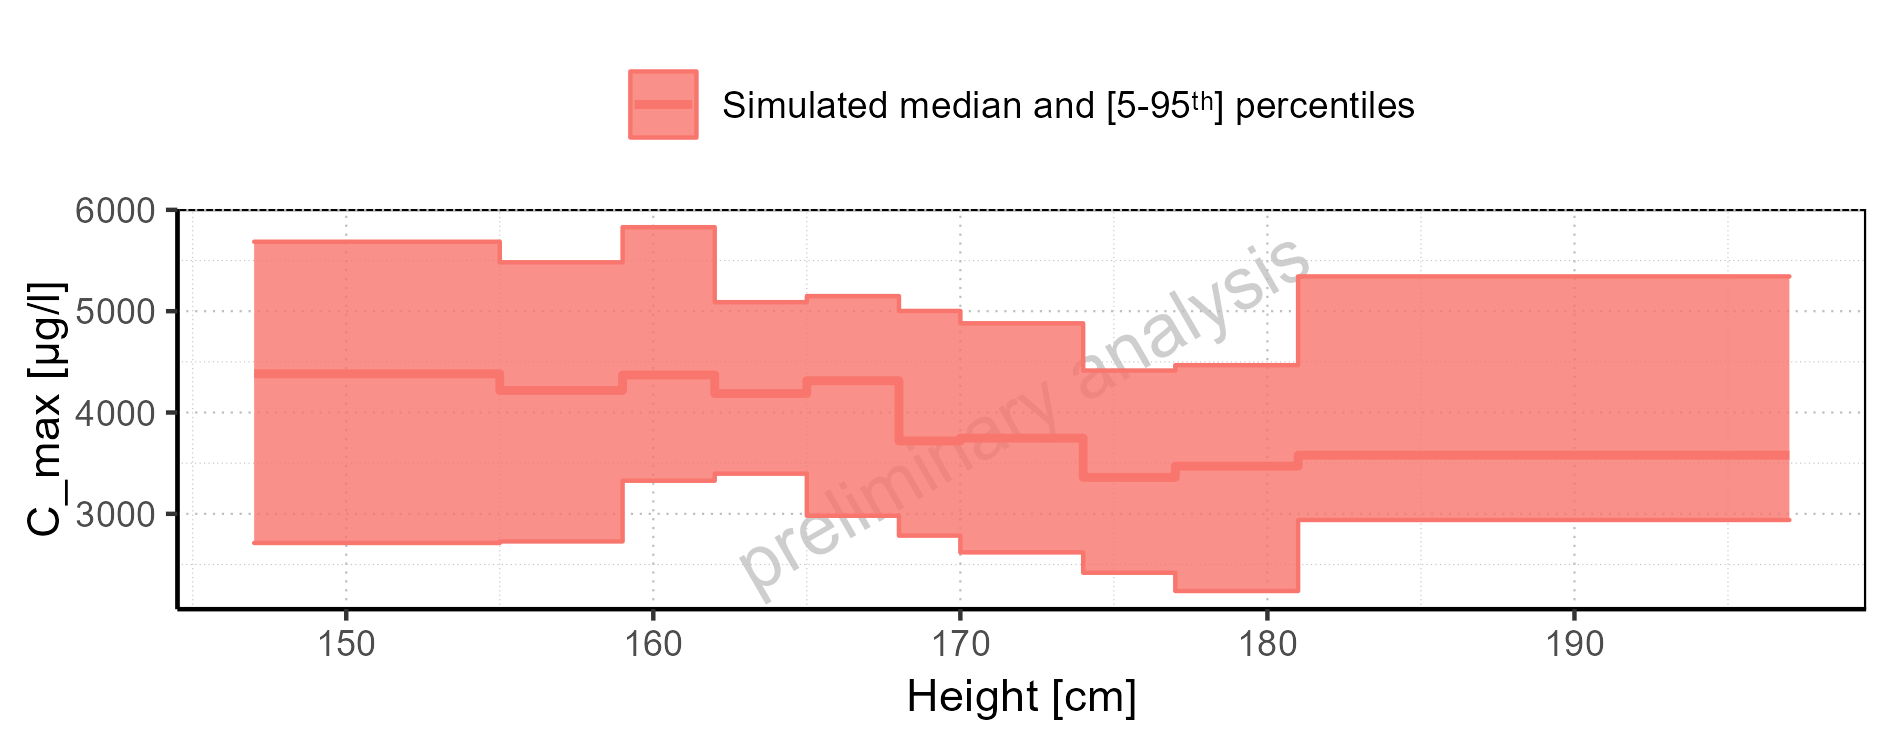 Simulated median and [5-95ᵗʰ] percentiles
6000
5000
4000
3000
C_max [µg/l]
preliminary analysis
150 160 170 180 190
Height [cm]